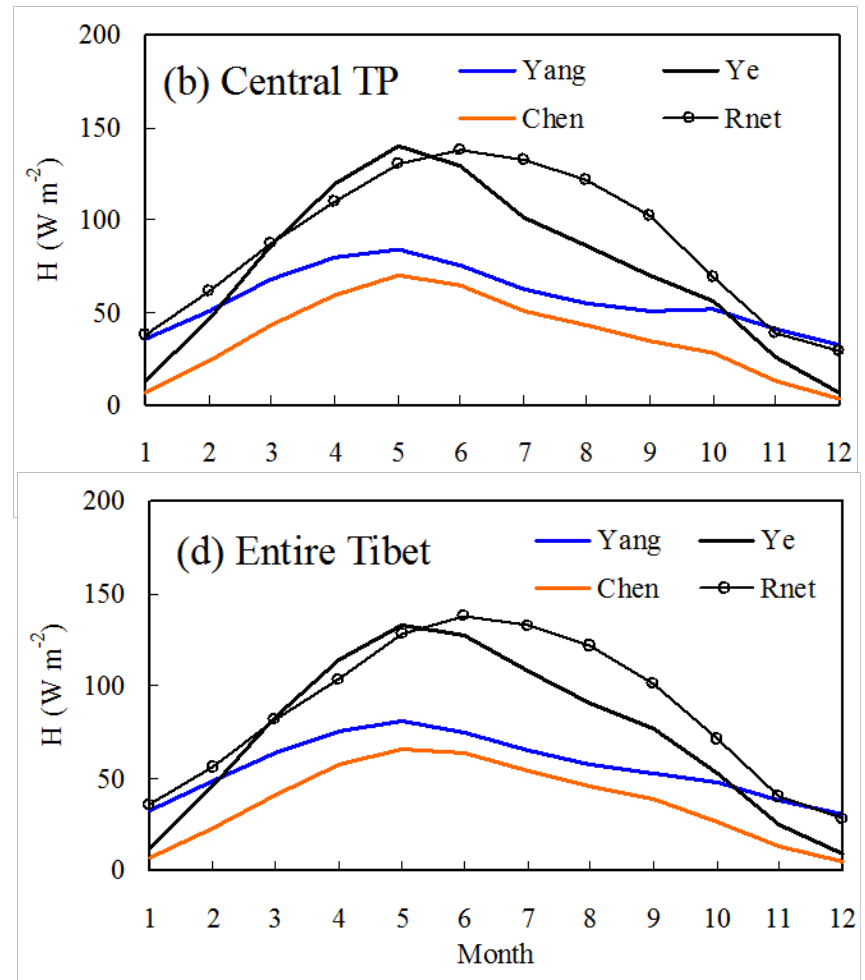 200
(b) Central TP
Yang
Ye
Chen
Rnet
150
100
50
0
H (W m⁻²)
1 2 3 4 5 6 7 8 9 10 11 12
200
(d) Entire Tibet
Yang
Ye
Chen
Rnet
150
100
50
0
H (W m⁻²)
1 2 3 4 5 6 7 8 9 10 11 12
Month